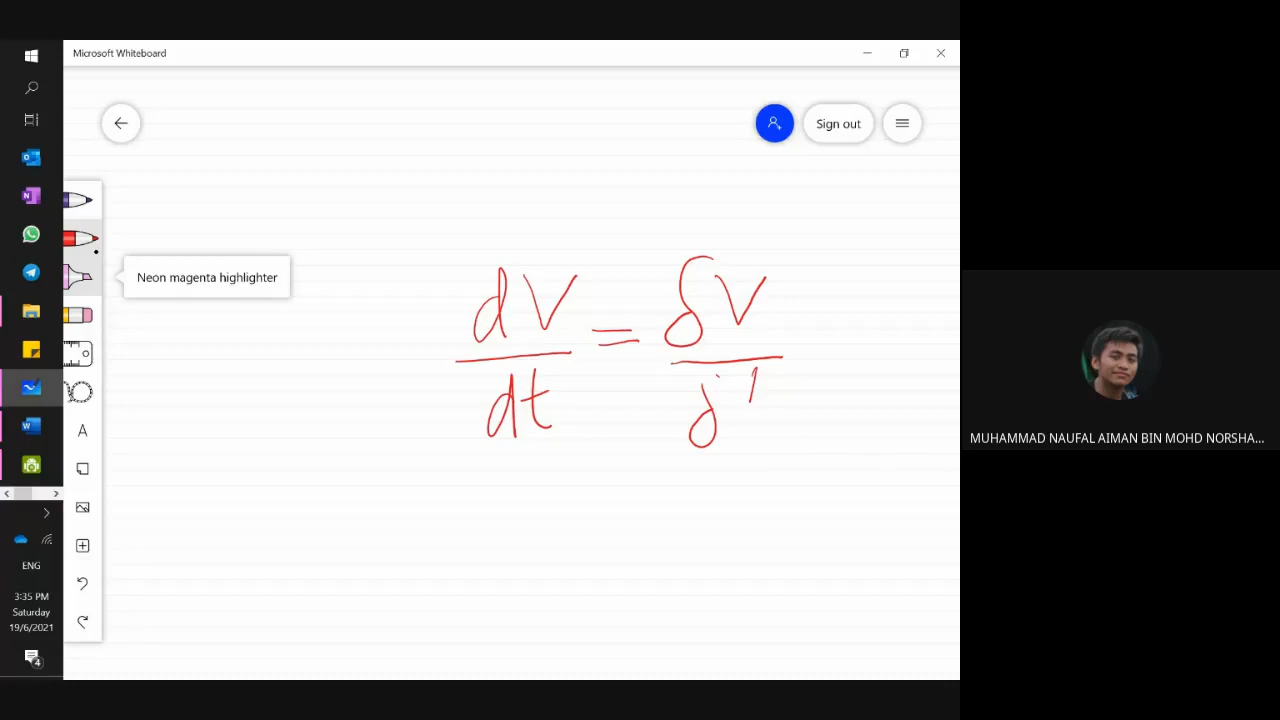 Microsoft Whiteboard
Sign out
Neon magenta highlighter
dV = δV
dt
A
ENG
3:35 PM
Saturday
19/6/2021
4
MUHAMMAD NAUFAL AIMAN BIN MOHD NORSHA...